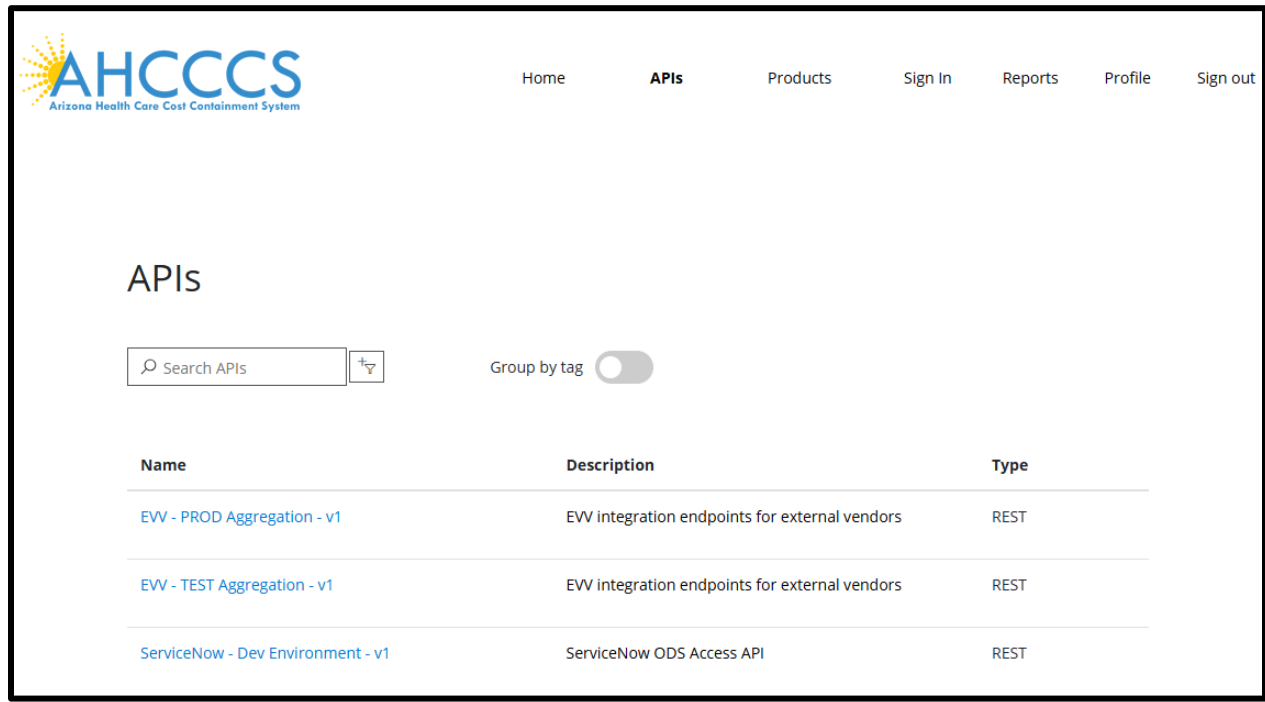 AHCCCS
Arizona Health Care Cost Containment System
Home APIs Products Sign In Reports Profile Sign out
APIs
Search APIs
Group by tag
Name Description Type
EVV - PROD Aggregation - v1 EVV integration endpoints for external vendors REST
EVV - TEST Aggregation - v1 EVV integration endpoints for external vendors REST
ServiceNow - Dev Environment - v1 ServiceNow ODS Access API REST